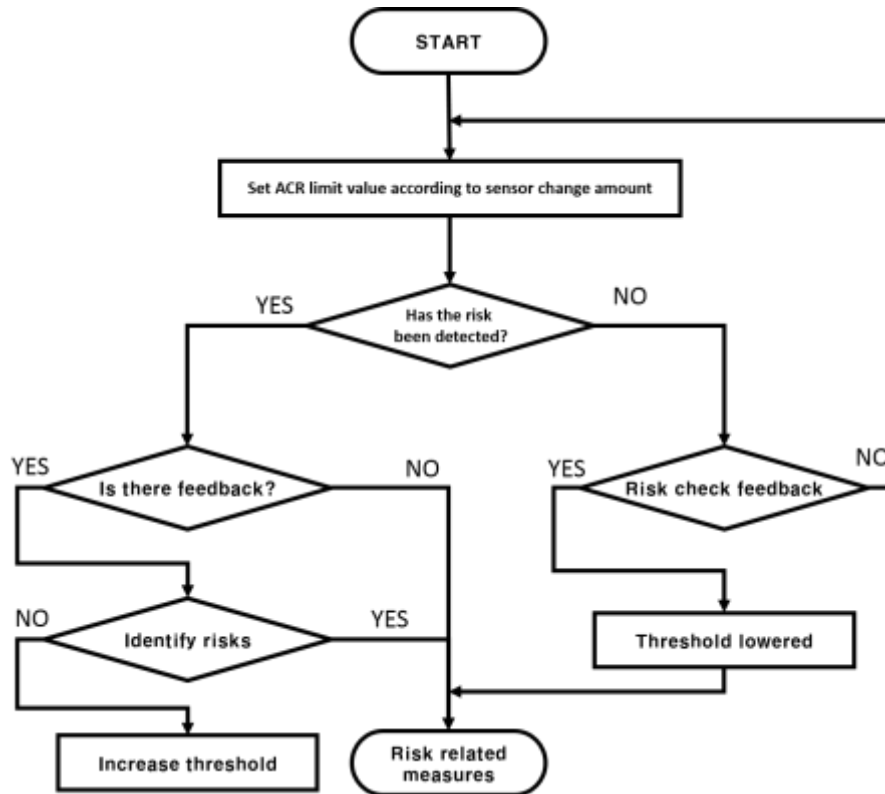 START
Set ACR limit value according to sensor change amount
YES
NO
Has the risk
been detected?
YES
NO
YES
NO
Is there feedback?
Risk check feedback
NO
YES
Identify risks
Threshold lowered
Increase threshold
Risk related
measures